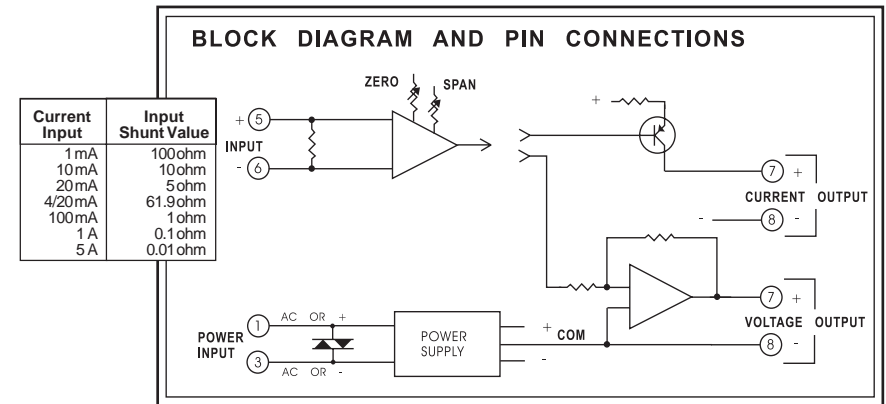 BLOCK DIAGRAM AND PIN CONNECTIONS
Current Input Input Shunt Value
1 mA 100 ohm
10 mA 10 ohm
20 mA 5 ohm
4/20 mA 61.9 ohm
100 mA 1 ohm
1 A 0.1 ohm
5 A 0.01 ohm
ZERO SPAN
+ 5
INPUT
- 6
+
7 +
CURRENT OUTPUT
- 8 -
7 +
VOLTAGE OUTPUT
8 -
1 AC OR +
POWER INPUT
3 AC OR -
POWER SUPPLY
+
COM
-